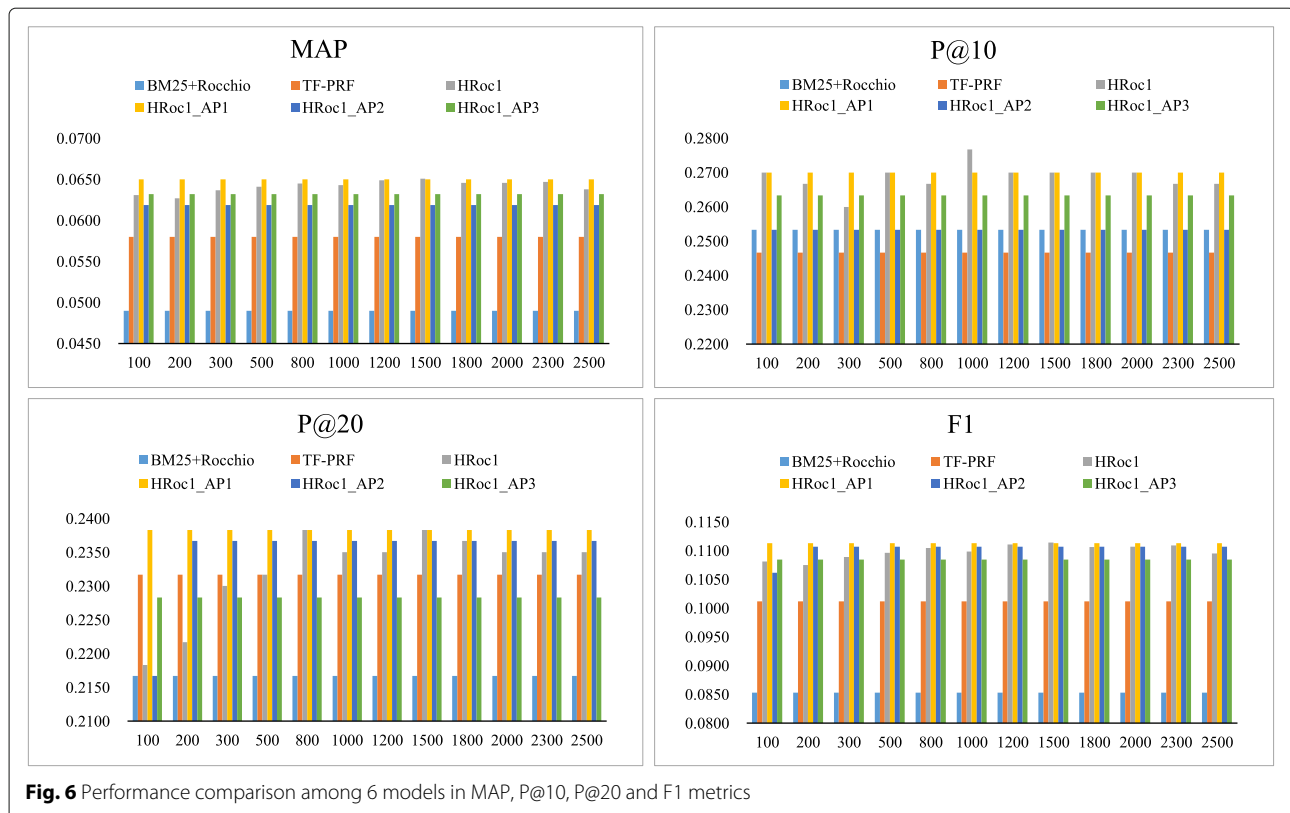 MAP
BM25+Rocchio TF-PRF HRoc1
HRoc1_AP1 HRoc1_AP2 HRoc1_AP3
0.0700
0.0650
0.0600
0.0550
0.0500
0.0450
100 200 300 500 800 1000 1200 1500 1800 2000 2300 2500
P@10
BM25+Rocchio TF-PRF HRoc1
HRoc1_AP1 HRoc1_AP2 HRoc1_AP3
0.2800
0.2700
0.2600
0.2500
0.2400
0.2300
0.2200
100 200 300 500 800 1000 1200 1500 1800 2000 2300 2500
P@20
BM25+Rocchio TF-PRF HRoc1
HRoc1_AP1 HRoc1_AP2 HRoc1_AP3
0.2400
0.2350
0.2300
0.2250
0.2200
0.2150
0.2100
100 200 300 500 800 1000 1200 1500 1800 2000 2300 2500
F1
BM25+Rocchio TF-PRF HRoc1
HRoc1_AP1 HRoc1_AP2 HRoc1_AP3
0.1150
0.1100
0.1050
0.1000
0.0950
0.0900
0.0850
0.0800
100 200 300 500 800 1000 1200 1500 1800 2000 2300 2500
Fig. 6 Performance comparison among 6 models in MAP, P@10, P@20 and F1 metrics